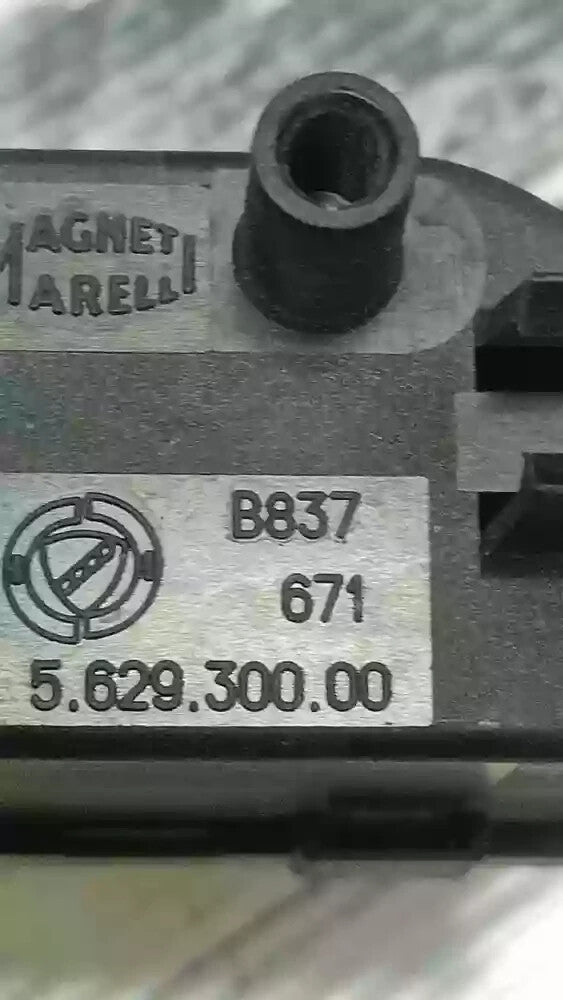 MAGNETI
MARELLI
B837
671
5.629.300.00